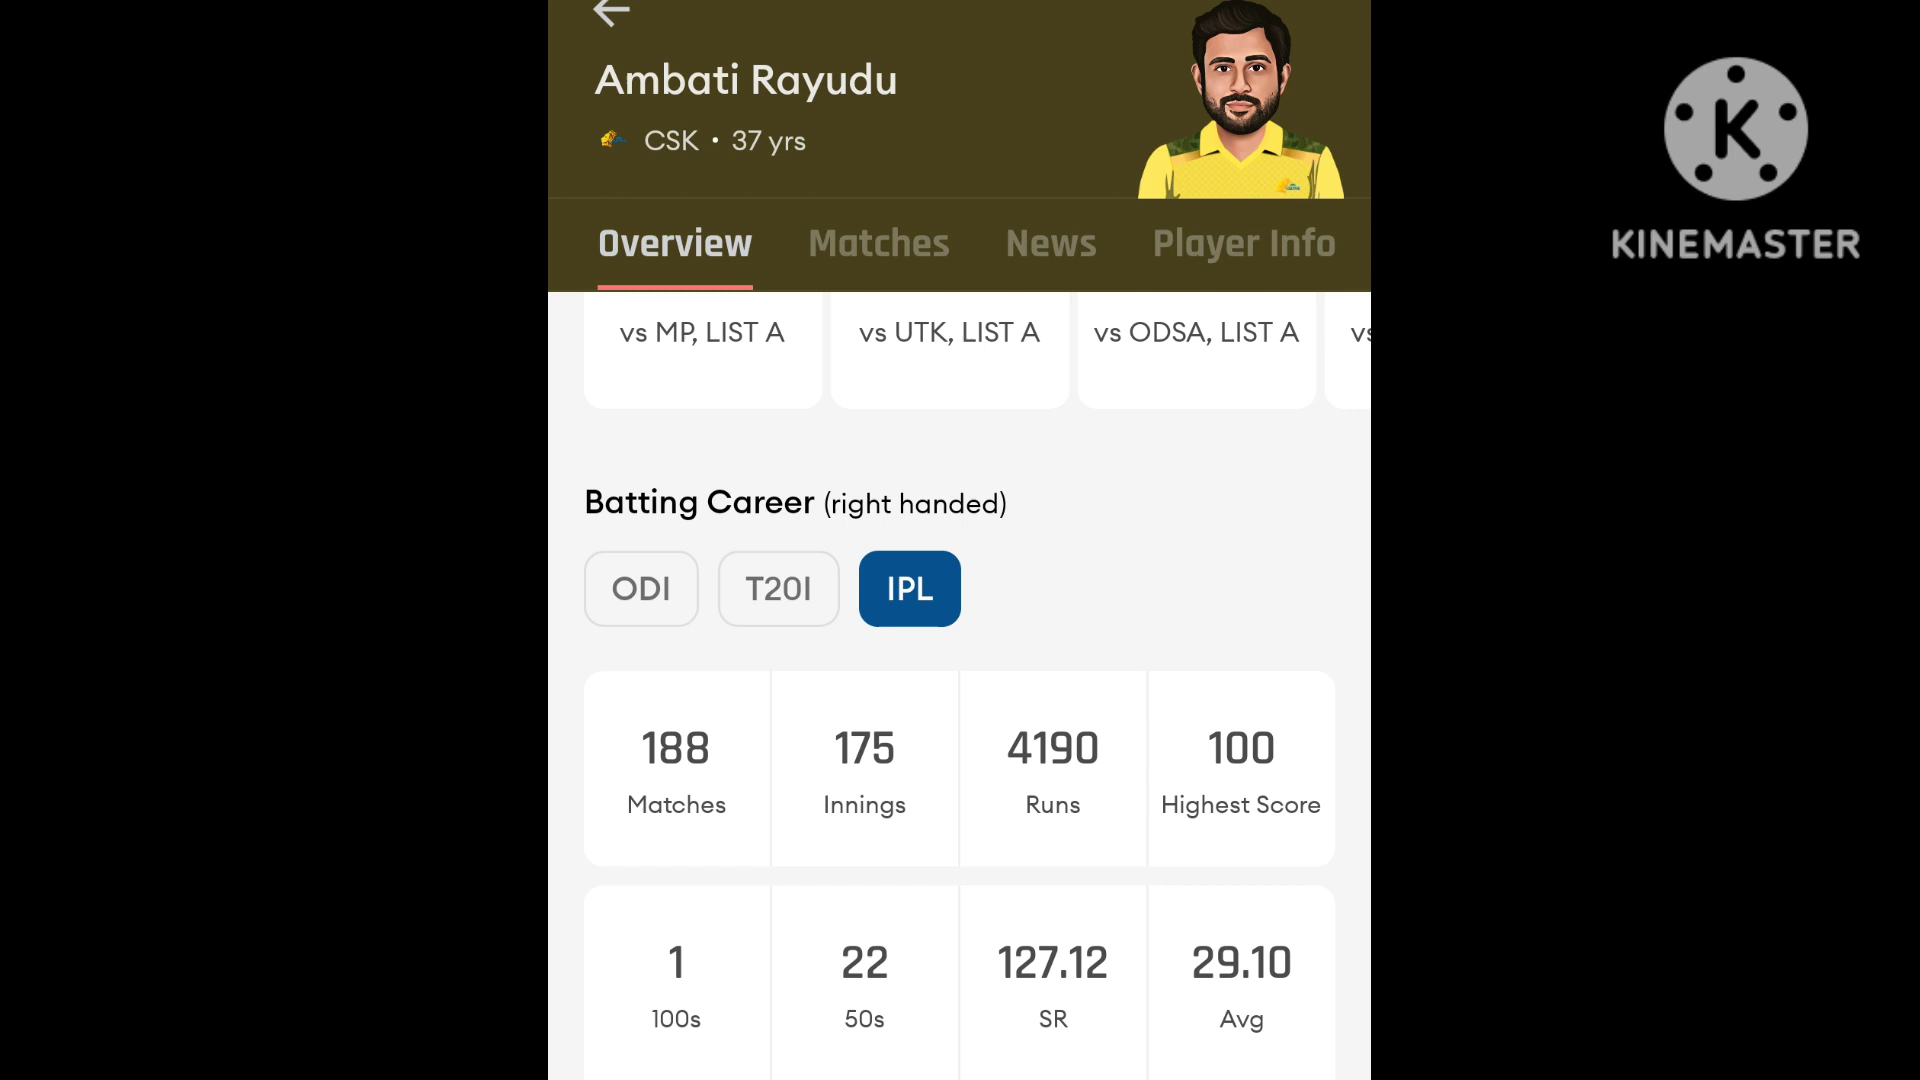 Ambati Rayudu
CSK • 37 yrs
Overview Matches News Player Info
vs MP, LIST A vs UTK, LIST A vs ODSA, LIST A vs
Batting Career (right handed)
ODI T20I IPL
188 175 4190 100
Matches Innings Runs Highest Score
1 22 127.12 29.10
100s 50s SR Avg
K
KINEMASTER